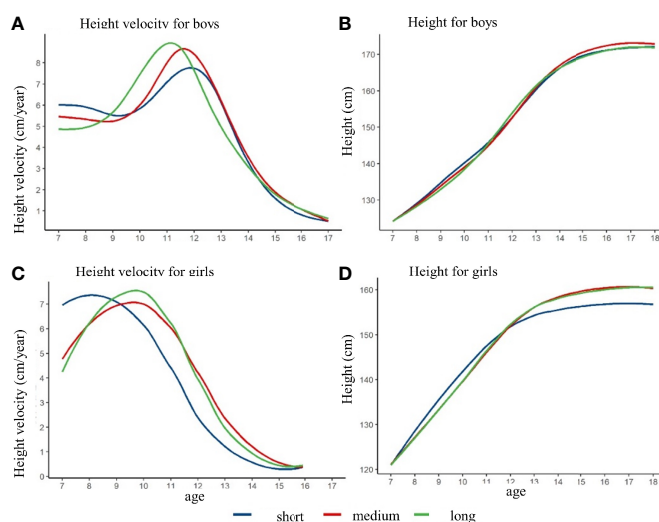 A
Height velocity for boys
Height velocity (cm/year)
8
7
6
5
4
3
2
1
7 8 9 10 11 12 13 14 15 16 17
B
Height for boys
Height (cm)
170
160
150
140
130
7 8 9 10 11 12 13 14 15 16 17 18
C
Height velocity for girls
Height velocity (cm/year)
7
6
5
4
3
2
1
0
7 8 9 10 11 12 13 14 15 16 17
age
D
Height for girls
Height (cm)
160
150
140
130
120
7 8 9 10 11 12 13 14 15 16 17 18
age
short medium long